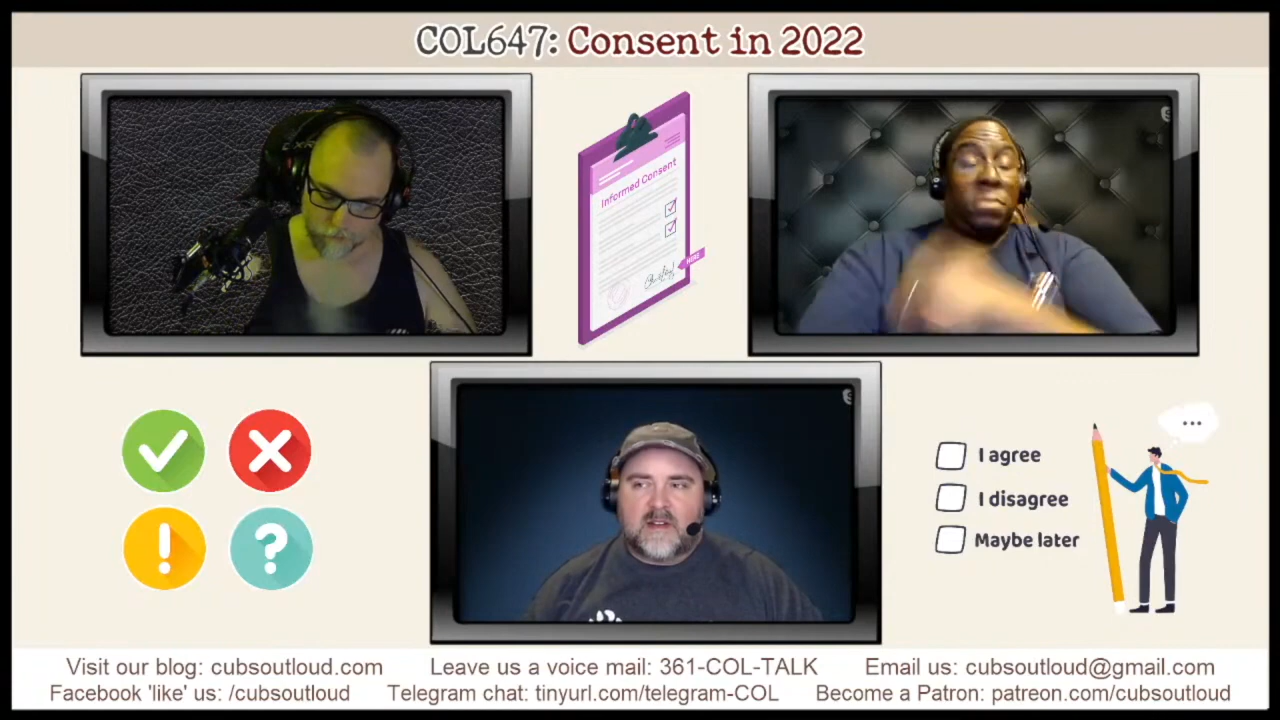 COL647: Consent in 2022
Informed Consent
HERE
I agree
I disagree
Maybe later
Visit our blog: cubsoutloud.com Leave us a voice mail: 361-COL-TALK Email us: cubsoutloud@gmail.com
Facebook 'like' us: /cubsoutloud Telegram chat: tinyurl.com/telegram-COL Become a Patron: patreon.com/cubsoutloud